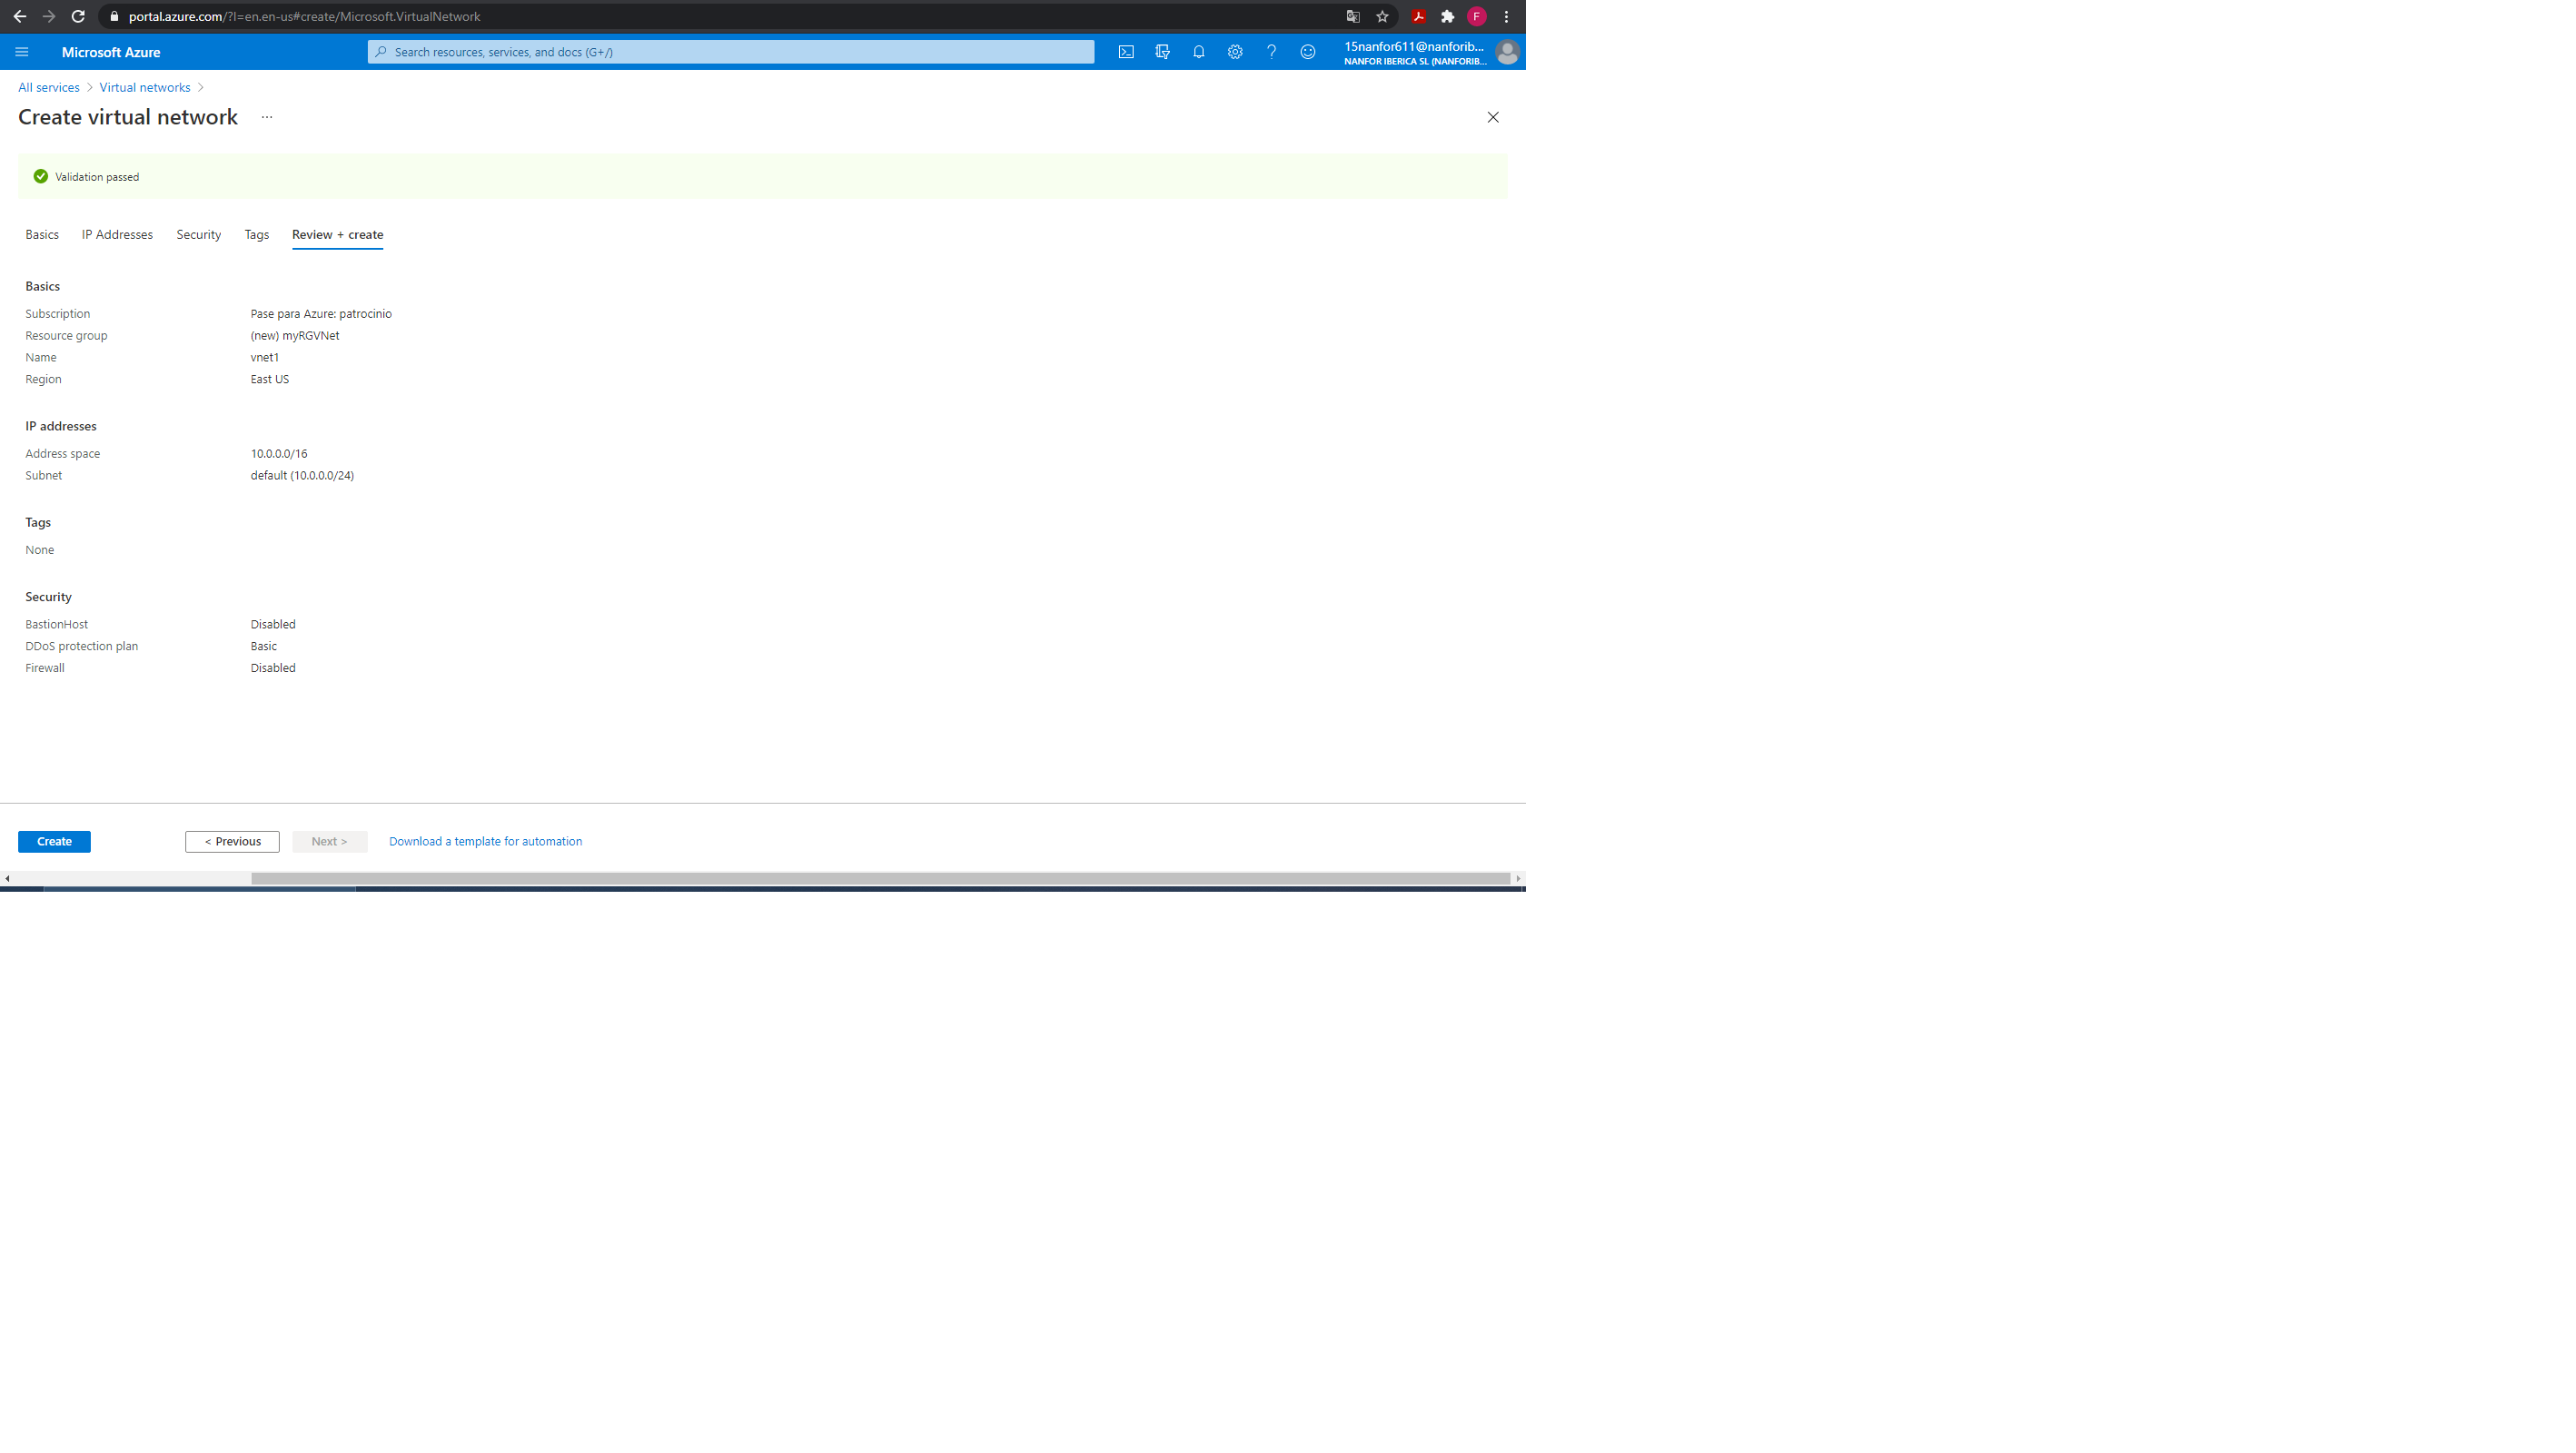 portal.azure.com/?l=en.en-us#create/Microsoft.VirtualNetwork
F
Microsoft Azure
Search resources, services, and docs (G+/)
15nanfor611@nanforib...
NANFOR IBERICA SL (NANFORIB...
All services > Virtual networks >
Create virtual network ...
Validation passed
Basics IP Addresses Security Tags Review + create
Basics
Subscription Pase para Azure: patrocinio
Resource group (new) myRGVNet
Name vnet1
Region East US
IP addresses
Address space 10.0.0.0/16
Subnet default (10.0.0.0/24)
Tags
None
Security
BastionHost Disabled
DDoS protection plan Basic
Firewall Disabled
Create < Previous Next > Download a template for automation